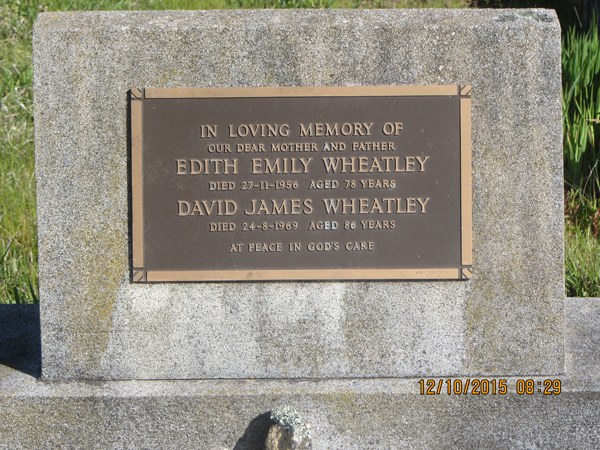 IN LOVING MEMORY OF
OUR DEAR MOTHER AND FATHER
EDITH EMILY WHEATLEY
DIED 27-11-1956 AGED 78 YEARS
DAVID JAMES WHEATLEY
DIED 24-8-1969 AGED 86 YEARS
AT PEACE IN GOD'S CARE
12/10/2015 08:29